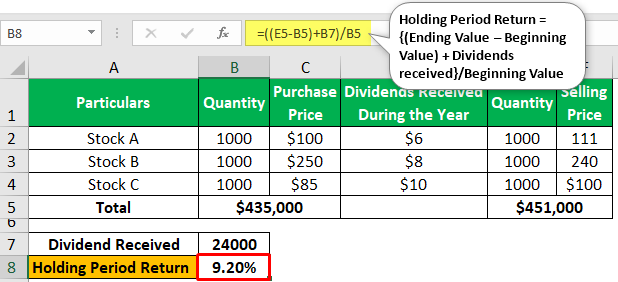 B8 fx =((E5-B5)+B7)/B5
Holding Period Return =
{(Ending Value – Beginning
Value) + Dividends
received}/Beginning Value
A B C
1 Particulars Quantity Purchase Price Dividends Received During the Year Quantity Selling Price
2 Stock A 1000 $100 $6 1000 111
3 Stock B 1000 $250 $8 1000 240
4 Stock C 1000 $85 $10 1000 $100
5 Total $435,000 $451,000
6
7 Dividend Received 24000
8 Holding Period Return 9.20%